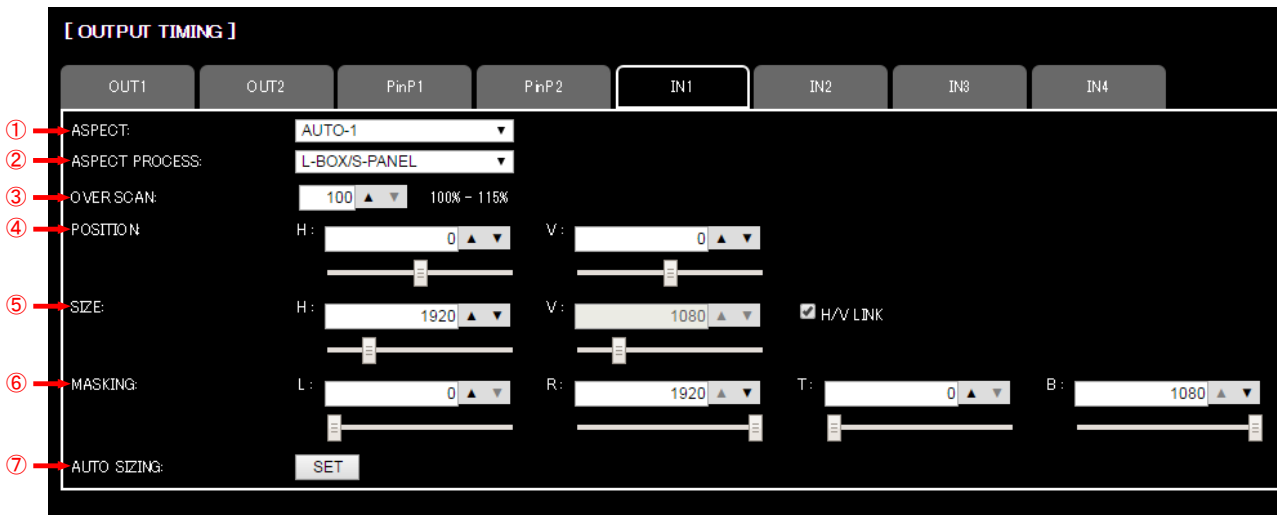 [ OUTPUT TIMING ]
OUT1 OUT2 PinP1 PinP2 IN1 IN2 IN3 IN4
① ASPECT: AUTO-1 ▼
② ASPECT PROCESS: L-BOX/S-PANEL ▼
③ OVER SCAN: 100 ▲ ▼ 100% - 115%
④ POSITION: H: 0 ▲ ▼ V: 0 ▲ ▼
⑤ SIZE: H: 1920 ▲ ▼ V: 1080 ▲ ▼ H/V LINK
⑥ MASKING: L: 0 ▲ ▼ R: 1920 ▲ ▼ T: 0 ▲ ▼ B: 1080 ▲ ▼
⑦ AUTO SIZING: SET